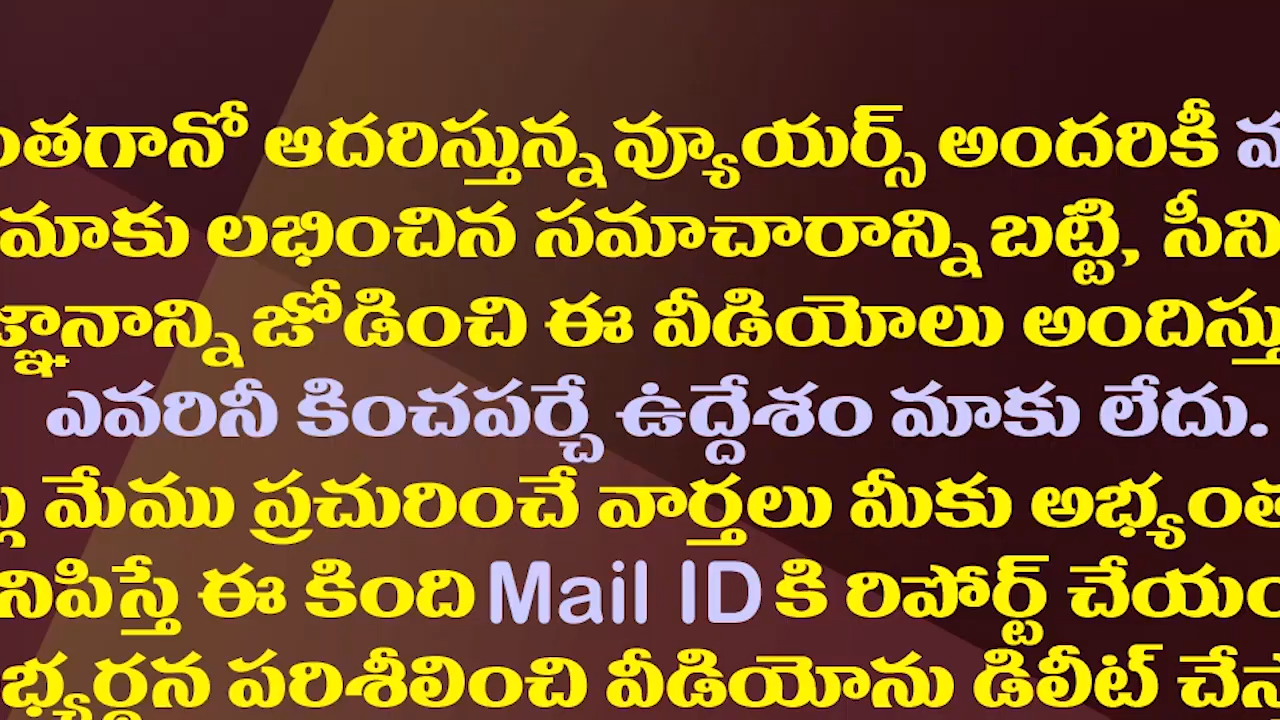 ఆదరిస్తున్న వ్యూయర్స్ అందరికీ
మాకు లభించిన సమాచారాన్ని బట్టి,
జోడించి ఈ వీడియోలు
ఎవరినీ కించపర్చే ఉద్దేశం మాకు లేదు.
మేము ప్రచురించే వార్తలు మీకు
ఈ కింది Mail ID కి రిపోర్ట్
పరిశీలించి వీడియోను డిలీట్